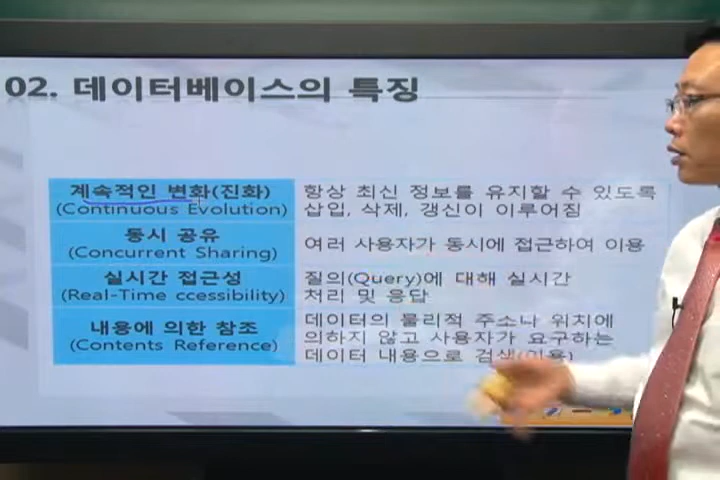 02. 데이터베이스의 특징
계속적인 변화(진화)
(Continuous Evolution)
항상 최신 정보를 유지할 수 있도록
삽입, 삭제, 갱신이 이루어짐
동시 공유
(Concurrent Sharing)
여러 사용자가 동시에 접근하여 이용
실시간 접근성
(Real-Time ccessibility)
질의(Query)에 대해 실시간
처리 및 응답
내용에 의한 참조
(Contents Reference)
데이터의 물리적 주소나 위치에
의하지 않고 사용자가 요구하는
데이터 내용으로 검색(이용)